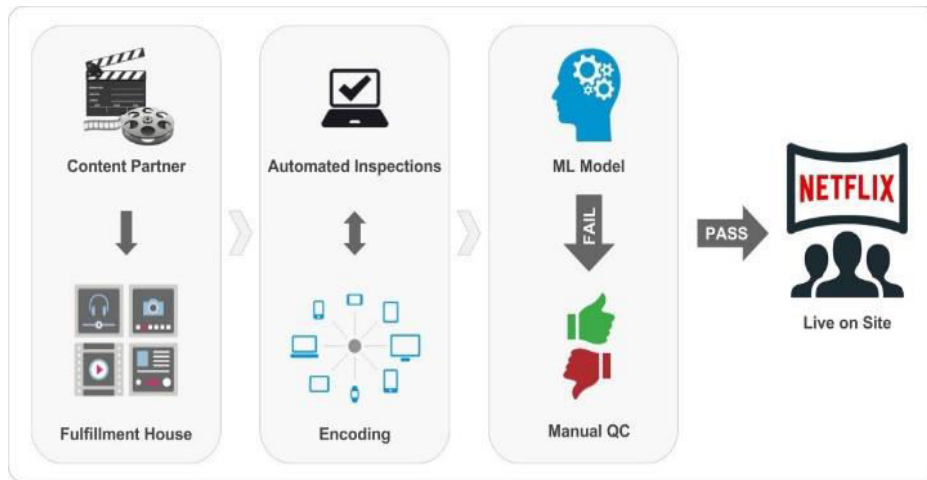 Content Partner
Fulfillment House
Automated Inspections
Encoding
ML Model
FAIL
Manual QC
PASS
NETFLIX
Live on Site